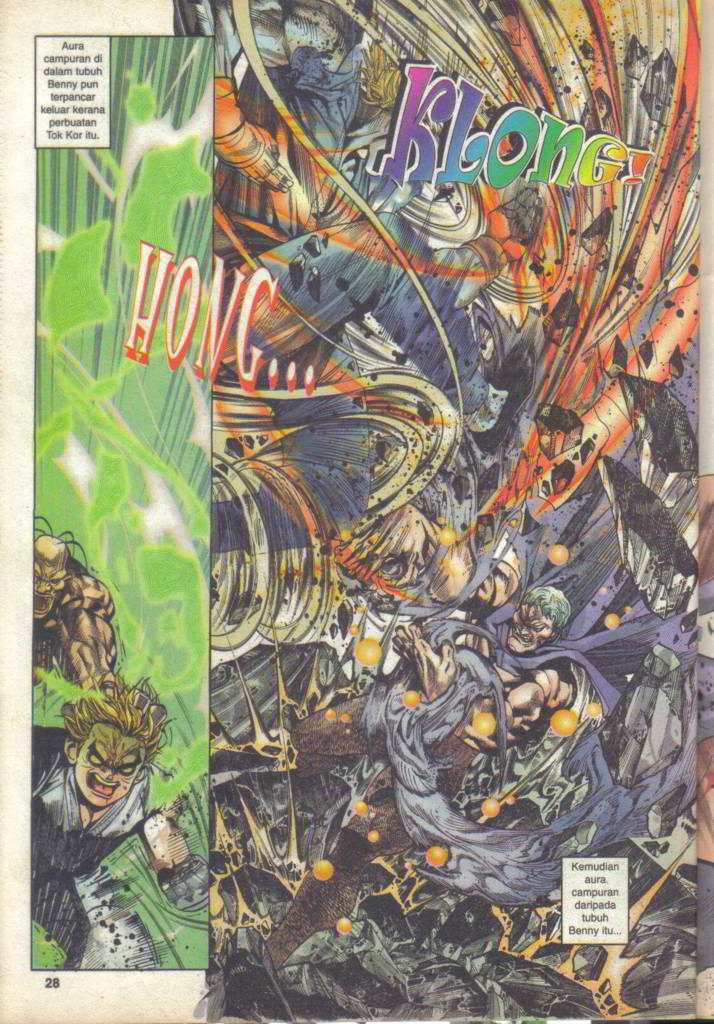 Aura
campuran di
dalam tubuh
Benny pun
terpancar
keluar kerana
perbuatan
Tok Kor itu.
KLONG!
HONG...
Kemudian
aura
campuran
daripada
tubuh
Benny itu...
28